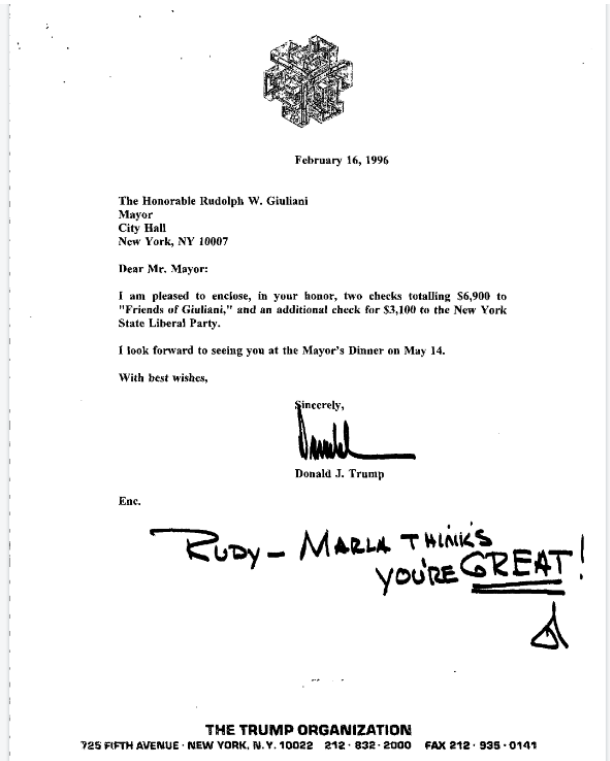 February 16, 1996
The Honorable Rudolph W. Giuliani
Mayor
City Hall
New York, NY 10007
Dear Mr. Mayor:
I am pleased to enclose, in your honor, two checks totalling $6,900 to
"Friends of Giuliani," and an additional check for $3,100 to the New York
State Liberal Party.
I look forward to seeing you at the Mayor's Dinner on May 14.
With best wishes,
Sincerely,
Donald J. Trump
Enc.
RUDY – MARLA THINKS
YOU'RE GREAT!
THE TRUMP ORGANIZATION
725 FIFTH AVENUE · NEW YORK, N.Y. 10022 212 · 832 · 2000 FAX 212 · 935 · 0141